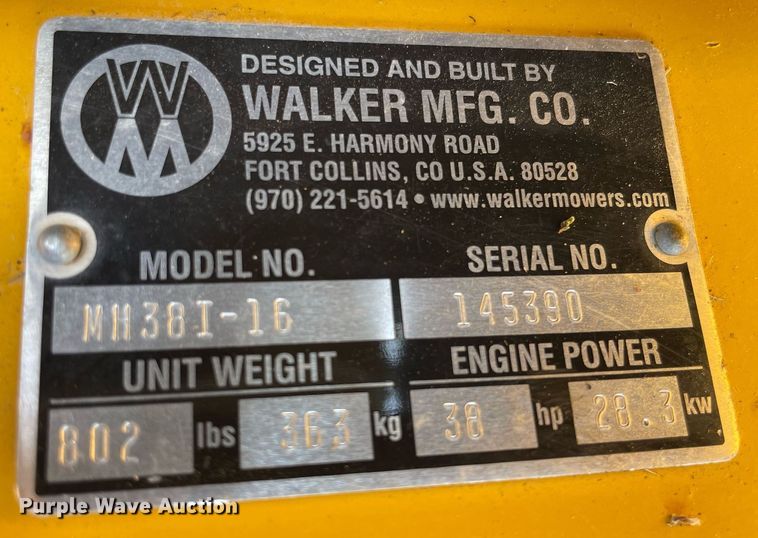 W
M
DESIGNED AND BUILT BY
WALKER MFG. CO.
5925 E. HARMONY ROAD
FORT COLLINS, CO U.S.A. 80528
(970) 221-5614 • www.walkermowers.com
MODEL NO. SERIAL NO.
MH38I-16 145390
UNIT WEIGHT ENGINE POWER
802 lbs 363 kg 38 hp 28.3 kw
Purple Wave Auction